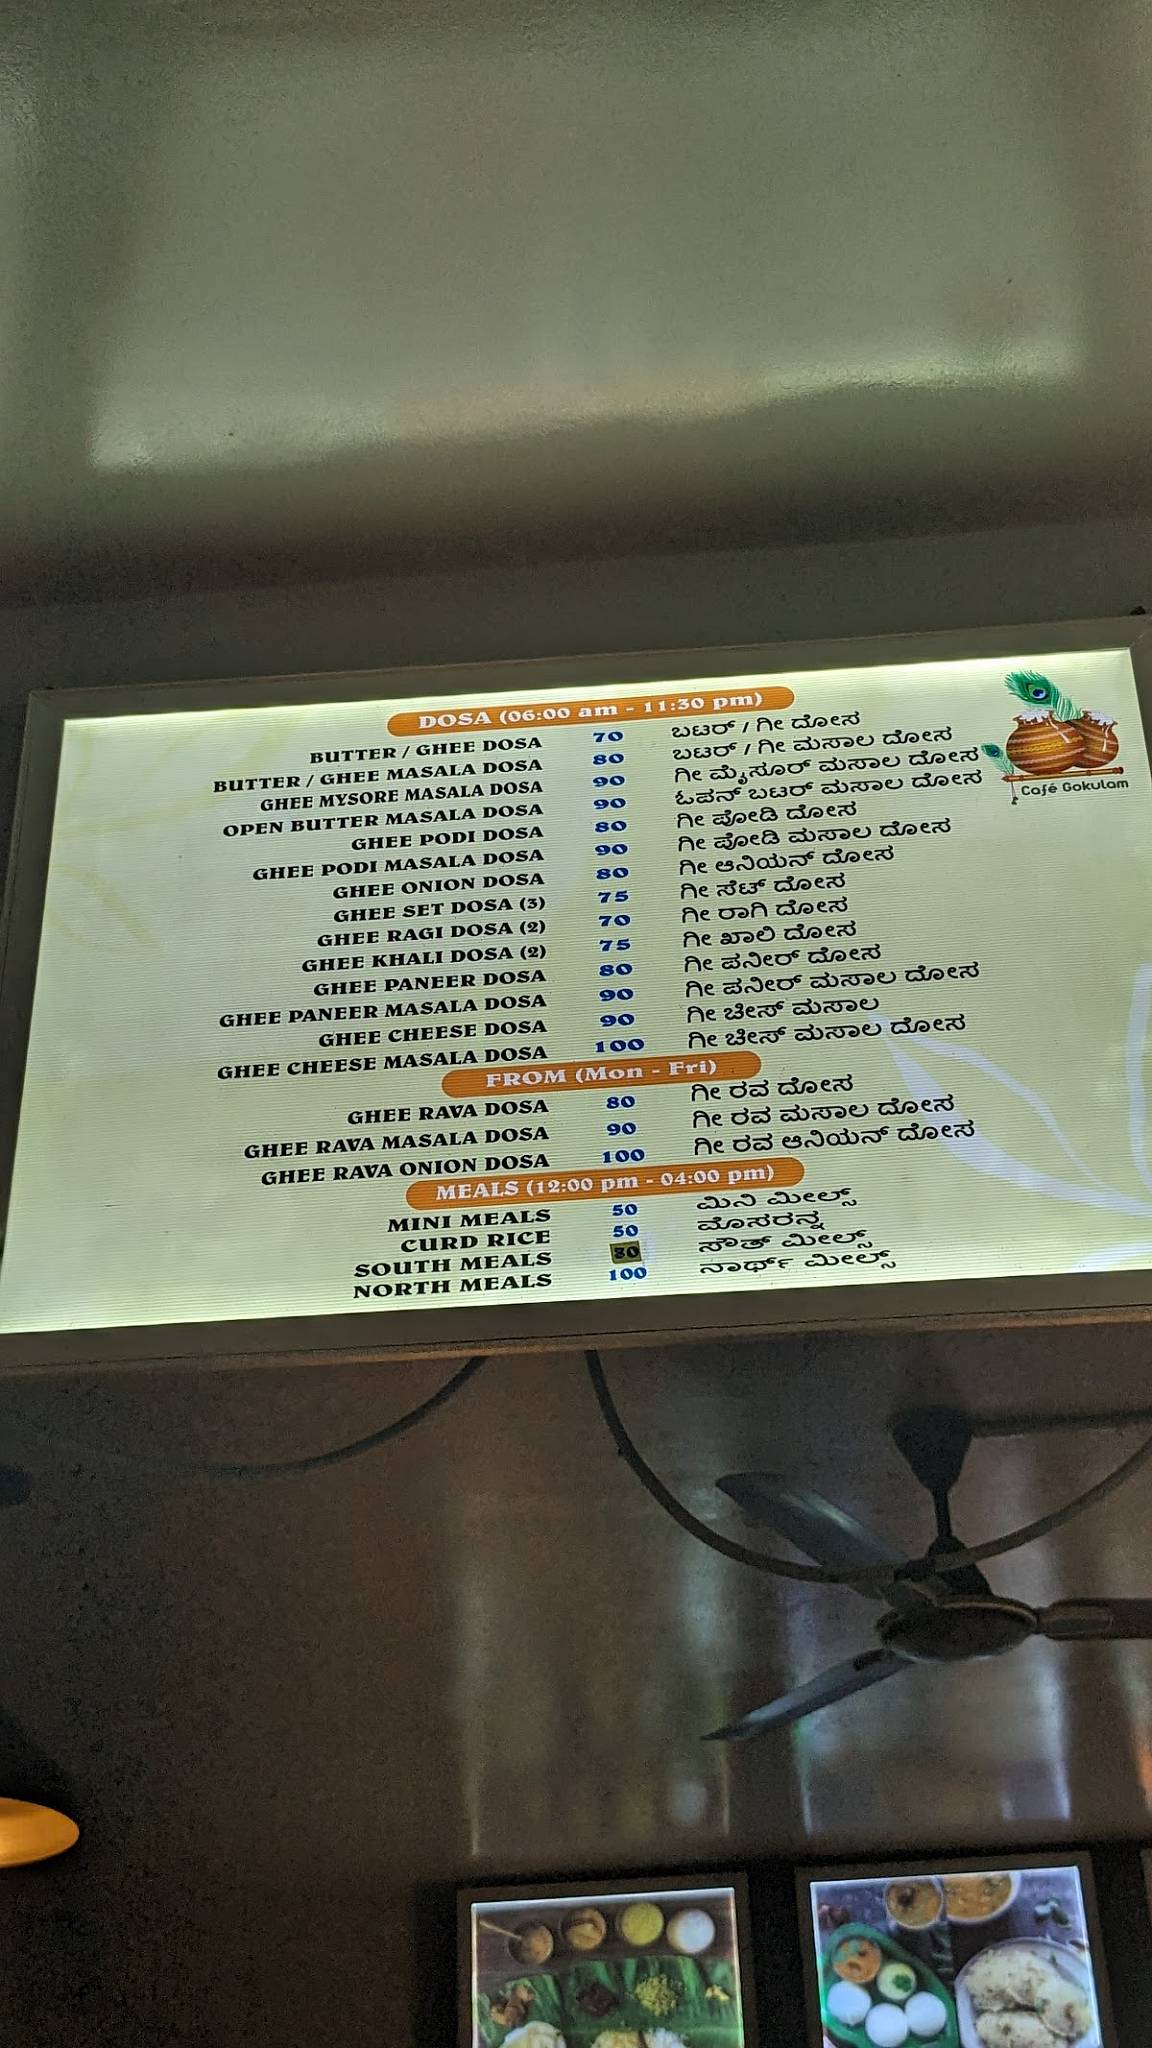 DOSA (06:00 am - 11:30 pm)
BUTTER / GHEE DOSA 70 ಬಟರ್ / ಗೀ ದೋಸ
BUTTER / GHEE MASALA DOSA 80 ಬಟರ್ / ಗೀ ಮಸಾಲ ದೋಸ
GHEE MYSORE MASALA DOSA 90 ಗೀ ಮೈಸೂರ್ ಮಸಾಲ ದೋಸ
OPEN BUTTER MASALA DOSA 90 ಓಪನ್ ಬಟರ್ ಮಸಾಲ ದೋಸ
GHEE PODI DOSA 80 ಗೀ ಪೋಡಿ ದೋಸ
GHEE PODI MASALA DOSA 90 ಗೀ ಪೋಡಿ ಮಸಾಲ ದೋಸ
GHEE ONION DOSA 80 ಗೀ ಆನಿಯನ್ ದೋಸ
GHEE SET DOSA (3) 75 ಗೀ ಸೆಟ್ ದೋಸ
GHEE RAGI DOSA (2) 70 ಗೀ ರಾಗಿ ದೋಸ
GHEE KHALI DOSA (2) 75 ಗೀ ಖಾಲಿ ದೋಸ
GHEE PANEER DOSA 80 ಗೀ ಪನೀರ್ ದೋಸ
GHEE PANEER MASALA DOSA 90 ಗೀ ಪನೀರ್ ಮಸಾಲ ದೋಸ
GHEE CHEESE DOSA 90 ಗೀ ಚೀಸ್ ಮಸಾಲ
GHEE CHEESE MASALA DOSA 100 ಗೀ ಚೀಸ್ ಮಸಾಲ ದೋಸ
FROM (Mon - Fri)
GHEE RAVA DOSA 80 ಗೀ ರವ ದೋಸ
GHEE RAVA MASALA DOSA 90 ಗೀ ರವ ಮಸಾಲ ದೋಸ
GHEE RAVA ONION DOSA 100 ಗೀ ರವ ಆನಿಯನ್ ದೋಸ
MEALS (12:00 pm - 04:00 pm)
MINI MEALS 50 ಮಿನಿ ಮೀಲ್ಸ್
CURD RICE 50 ಮೊಸರನ್ನ
SOUTH MEALS 80 ಸೌತ್ ಮೀಲ್ಸ್
NORTH MEALS 100 ನಾರ್ಥ್ ಮೀಲ್ಸ್
Café Gokulam